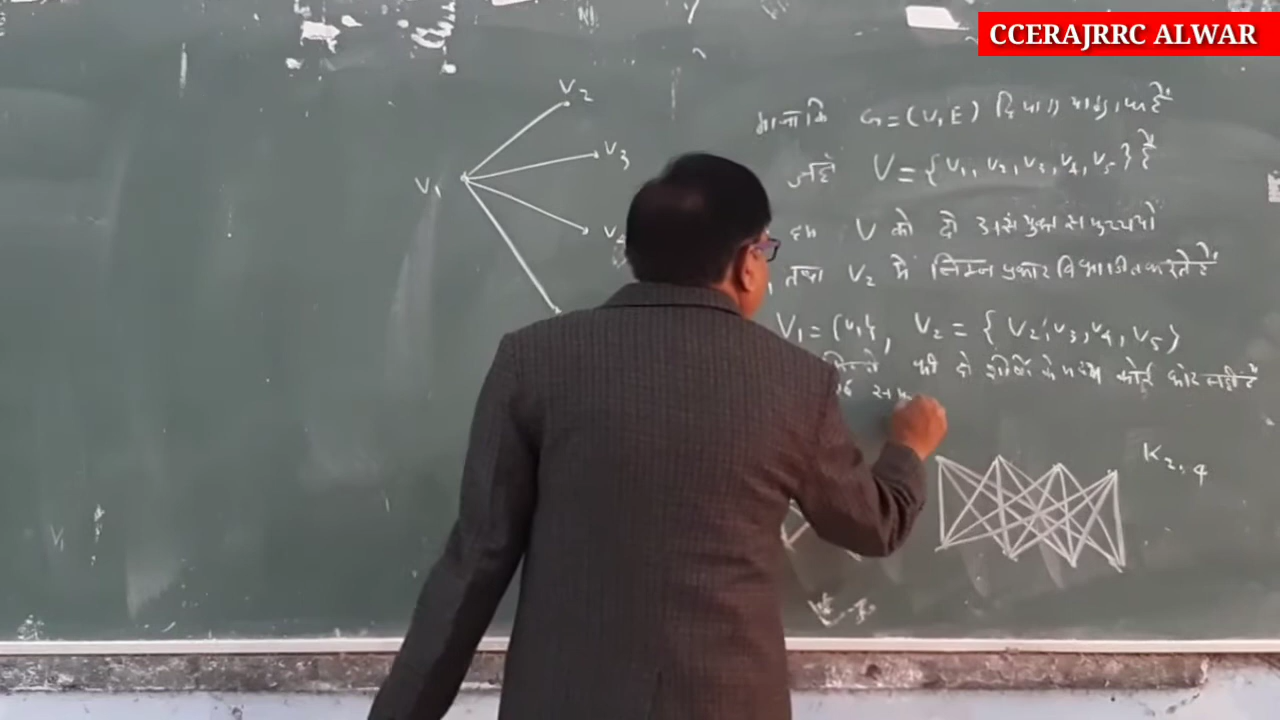 CCERAJRRC ALWAR
V2
V3
V1
मानाकि G=(V,E) दिया हुआ ग्राफ है
जहाँ V={V1, V2, V3, V4, V5} है
हम V को दो असंयुक्त समुच्चयो
तथा V2 में निम्न प्रकार विभाजित करते है
V1={V1}, V2={V2, V3, V4, V5}
की दो शीर्षो के मध्य कोई कोर नही है
K2,4